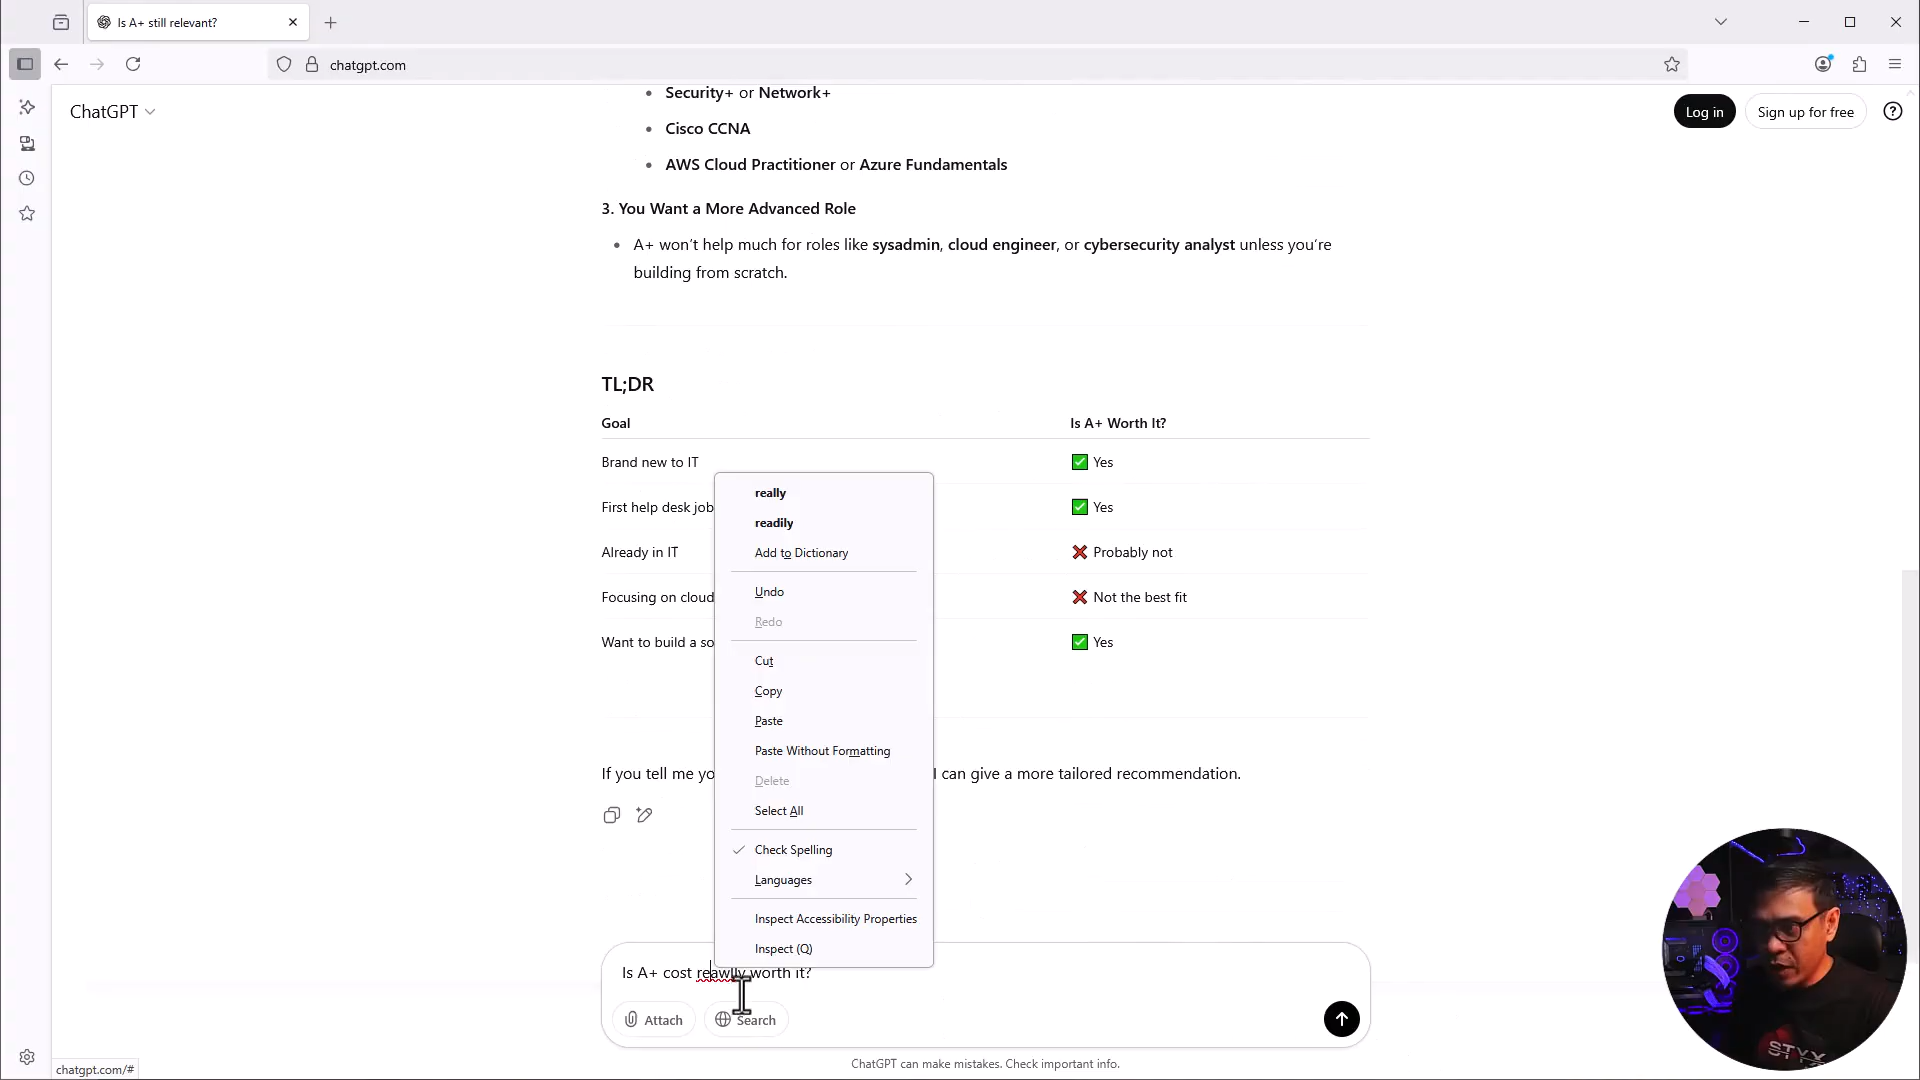 Is A+ still relevant?
chatgpt.com
ChatGPT
Log in
Sign up for free
Security+ or Network+
Cisco CCNA
AWS Cloud Practitioner or Azure Fundamentals
3. You Want a More Advanced Role
A+ won't help much for roles like sysadmin, cloud engineer, or cybersecurity analyst unless you're
building from scratch.
TL;DR
Goal Is A+ Worth It?
Brand new to IT Yes
First help desk job Yes
Already in IT Probably not
Focusing on cloud Not the best fit
Want to build a so Yes
really
readily
Add to Dictionary
Undo
Redo
Cut
Copy
Paste
Paste Without Formatting
Delete
Select All
Check Spelling
Languages
Inspect Accessibility Properties
Inspect (Q)
If you tell me yo I can give a more tailored recommendation.
Is A+ cost reawlly worth it?
Attach
Search
ChatGPT can make mistakes. Check important info.
chatgpt.com/#
STYX